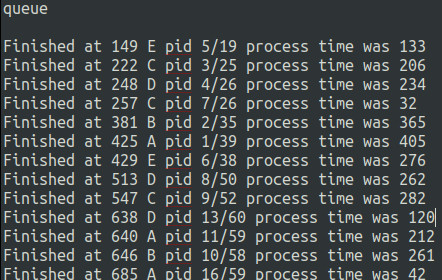 queue
Finished at 149 E pid 5/19 process time was 133
Finished at 222 C pid 3/25 process time was 206
Finished at 248 D pid 4/26 process time was 234
Finished at 257 C pid 7/26 process time was 32
Finished at 381 B pid 2/35 process time was 365
Finished at 425 A pid 1/39 process time was 405
Finished at 429 E pid 6/38 process time was 276
Finished at 513 D pid 8/50 process time was 262
Finished at 547 C pid 9/52 process time was 282
Finished at 638 D pid 13/60 process time was 120
Finished at 640 A pid 11/59 process time was 212
Finished at 646 B pid 10/58 process time was 261
Finished at 685 A pid 16/59 process time was 42